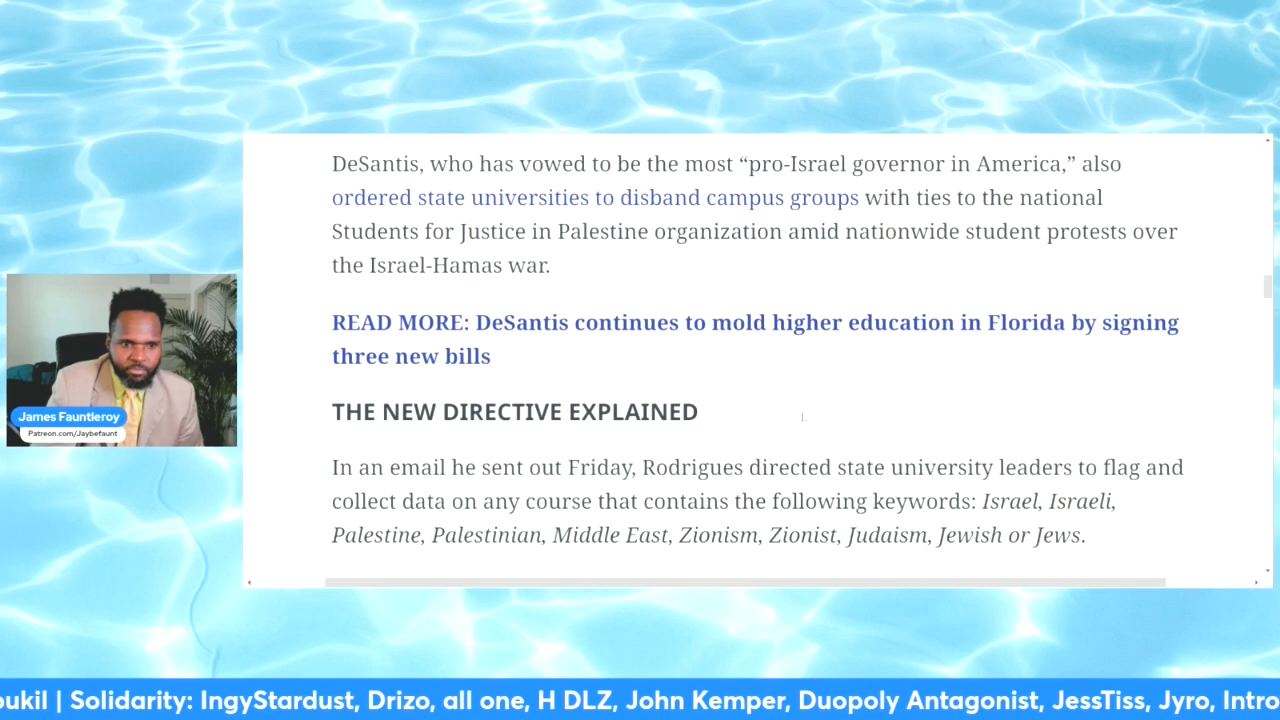 DeSantis, who has vowed to be the most “pro-Israel governor in America,” also
ordered state universities to disband campus groups with ties to the national
Students for Justice in Palestine organization amid nationwide student protests over
the Israel-Hamas war.
READ MORE: DeSantis continues to mold higher education in Florida by signing
three new bills
THE NEW DIRECTIVE EXPLAINED
In an email he sent out Friday, Rodrigues directed state university leaders to flag and
collect data on any course that contains the following keywords: Israel, Israeli,
Palestine, Palestinian, Middle East, Zionism, Zionist, Judaism, Jewish or Jews.
James Fauntleroy
Patreon.com/Jaybefaunt
oukil | Solidarity: IngyStardust, Drizo, all one, H DLZ, John Kemper, Duopoly Antagonist, JessTiss, Jyro, Intro